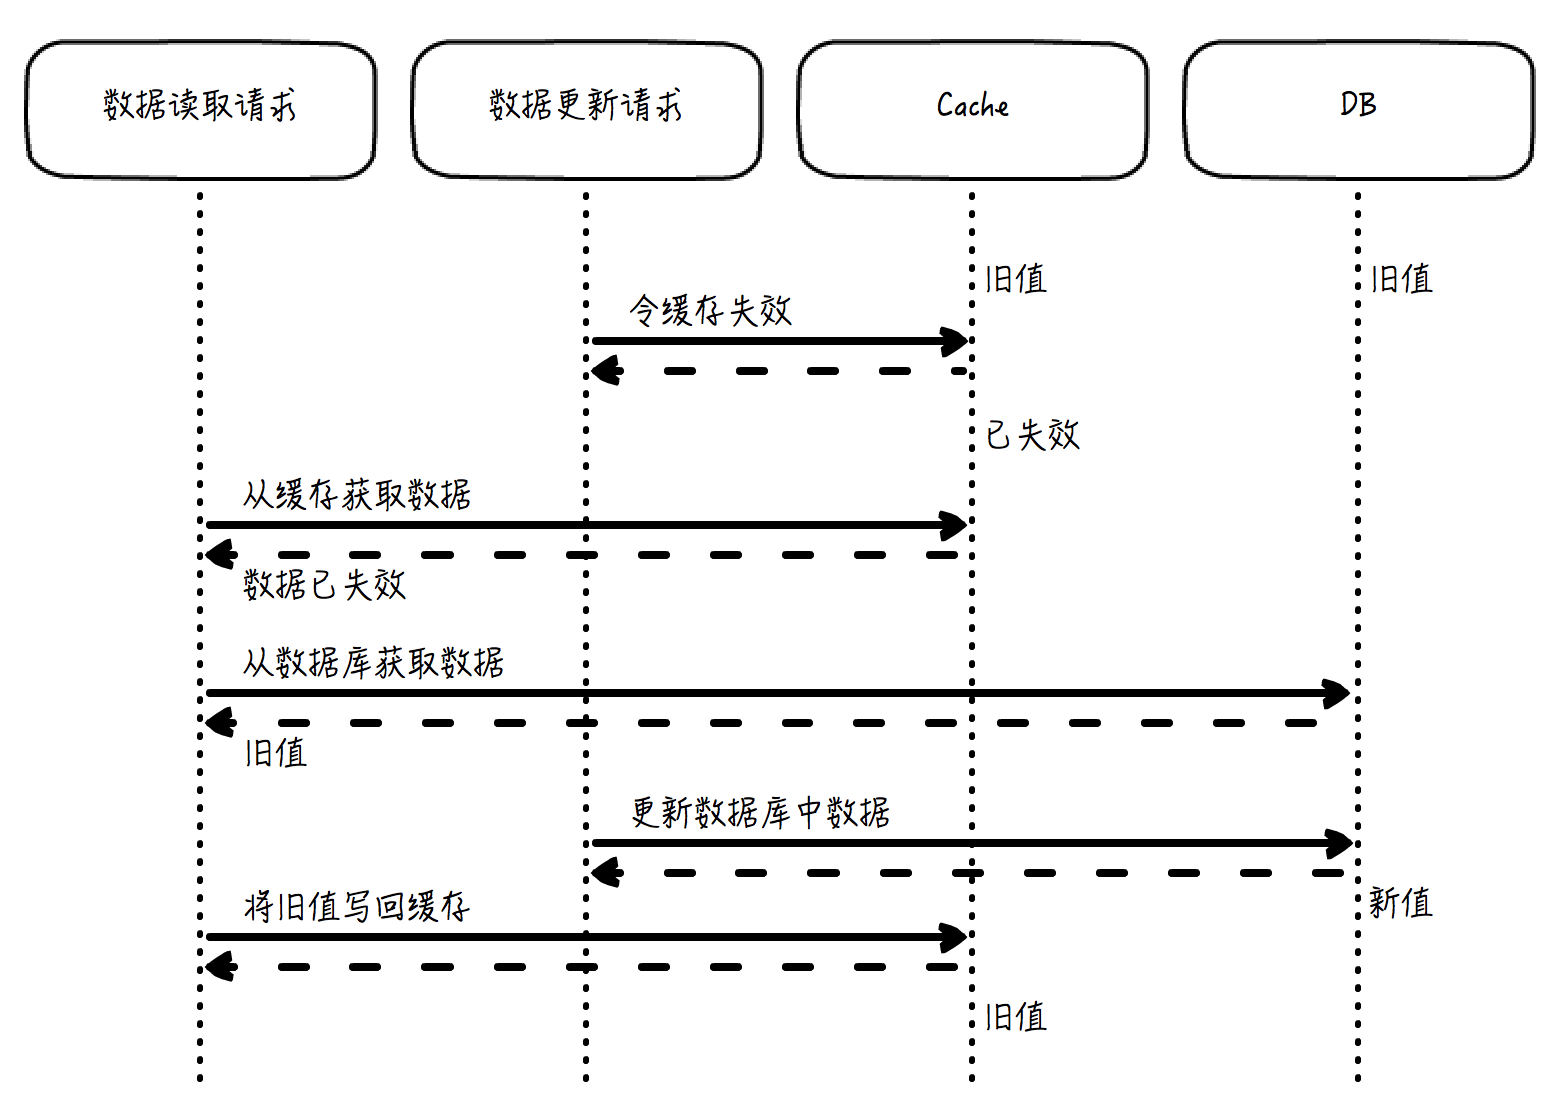 数据读取请求
数据更新请求
Cache
DB
旧值
旧值
令缓存失效
已失效
从缓存获取数据
数据已失效
从数据库获取数据
旧值
更新数据库中数据
新值
将旧值写回缓存
旧值